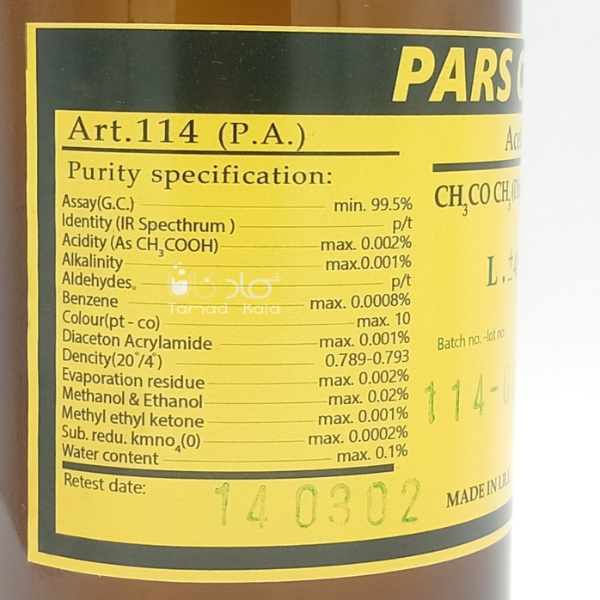 PARS
Art.114 (P.A.)
Purity specification:
Assay(G.C.) min. 99.5%
Identity (IR Specthrum ) p/t
Acidity (As CH3COOH) max. 0.002%
Alkalinity max.0.001%
Aldehydes. p/t
Benzene max. 0.0008%
Colour(pt - co) max. 10
Diaceton Acrylamide max. 0.001%
Dencity(20°/4°) 0.789-0.793
Evaporation residue max. 0.002%
Methanol & Ethanol max. 0.02%
Methyl ethyl ketone max. 0.001%
Sub. redu. kmno4(0) max. 0.0002%
Water content max. 0.1%
Retest date: 140302
CH3CO CH3
L.
Batch no.-lot no.
114-
MADE IN I.R.
Tamad Kala